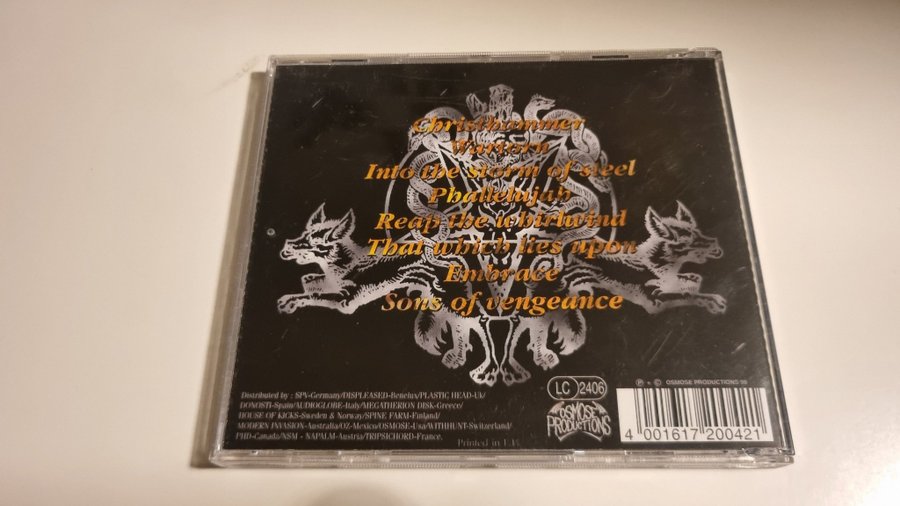 Christhammer
Wartorn
Into the storm of steel
Phallelujah
Reap the whirlwind
That which lies upon
Embrace
Sons of vengeance
Distributed by : SPV-Germany/DISPLEASED-Benelux/PLASTIC HEAD-Uk/
DONOSTI-Spain/AUDIOGLOBE-Italy/MEGATHERION DISK-Greece/
HOUSE OF KICKS-Sweden & Norway/SPINE FARM-Finland/
MODERN INVASION-Australia/OZ-Mexico/OSMOSE-Usa/WITHHUNT-Switzerland/
PHD-Canada/NSM - NAPALM-Austria/TRIPSICHORD-France.
Printed in E.E.
LC 2406
OSMOSE
PRODUCTIONS
P + C OSMOSE PRODUCTIONS 98
4 001617 200421